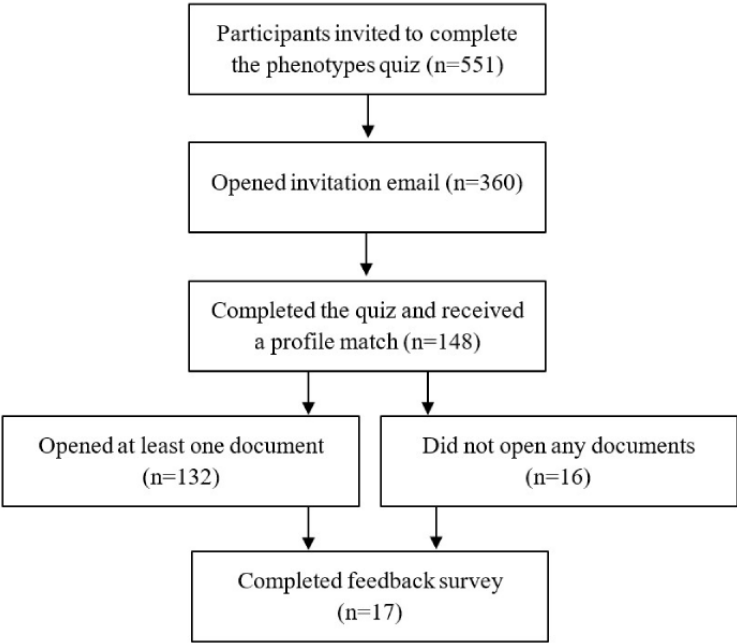 Participants invited to complete
the phenotypes quiz (n=551)
Opened invitation email (n=360)
Completed the quiz and received
a profile match (n=148)
Opened at least one document
(n=132)
Did not open any documents
(n=16)
Completed feedback survey
(n=17)